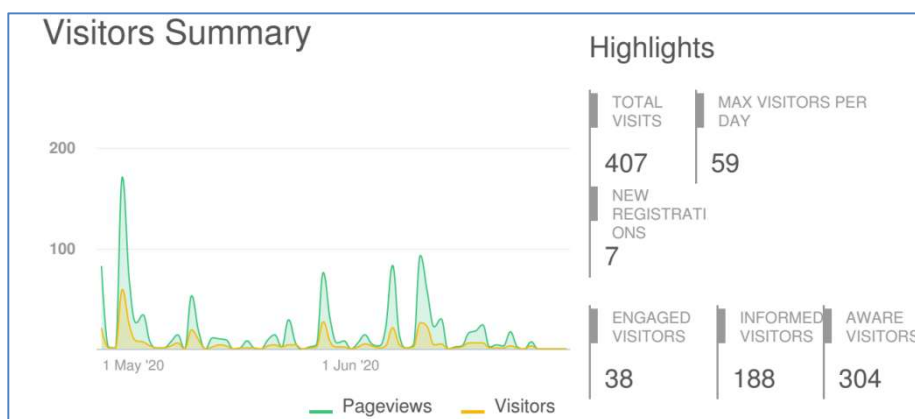 Visitors Summary
Highlights
TOTAL
VISITS
407
MAX VISITORS PER
DAY
59
NEW
REGISTRATI
ONS
7
200
100
1 May '20
1 Jun '20
Pageviews
Visitors
ENGAGED
VISITORS
38
INFORMED
VISITORS
188
AWARE
VISITORS
304